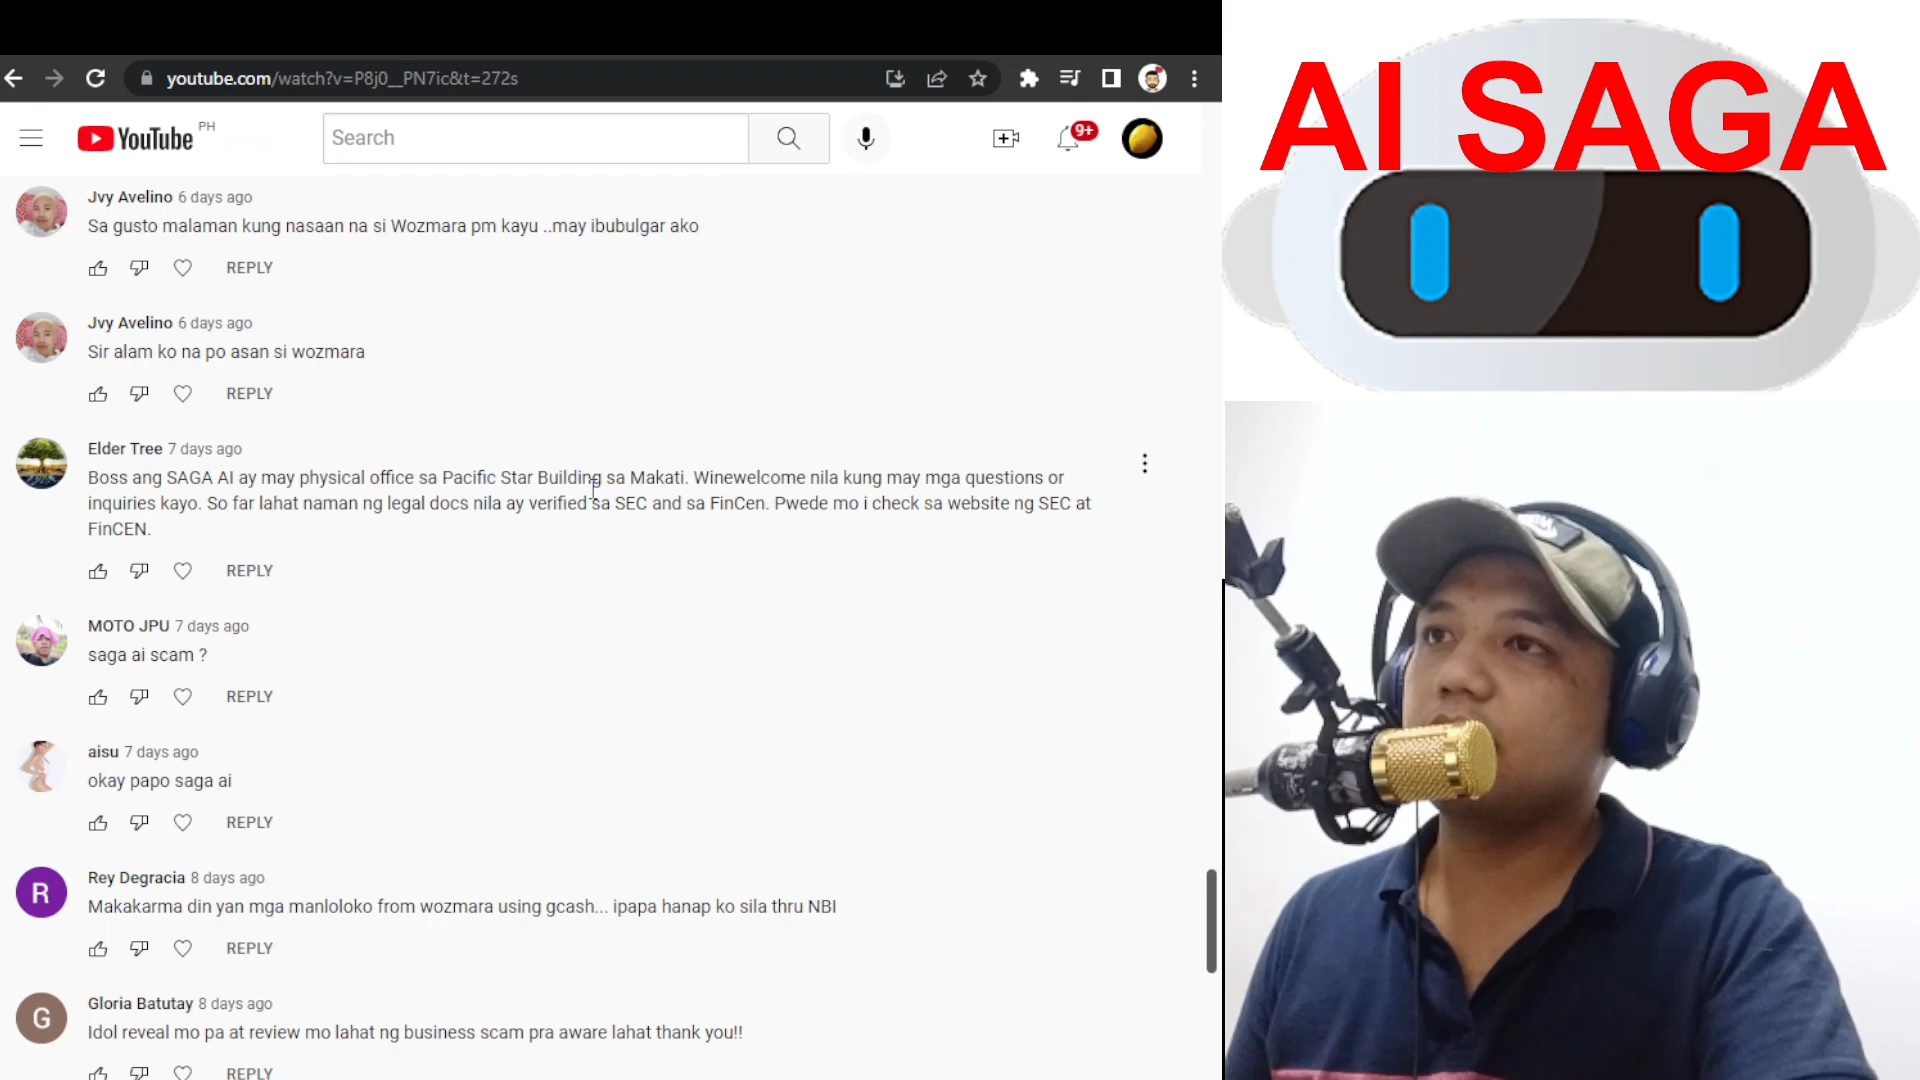 youtube.com/watch?v=P8j0__PN7ic&t=272s
AI SAGA
YouTube PH
Search
9+
Jvy Avelino 6 days ago
Sa gusto malaman kung nasaan na si Wozmara pm kayu ..may ibubulgar ako
REPLY
Jvy Avelino 6 days ago
Sir alam ko na po asan si wozmara
REPLY
Elder Tree 7 days ago
Boss ang SAGA AI ay may physical office sa Pacific Star Building sa Makati. Winewelcome nila kung may mga questions or
inquiries kayo. So far lahat naman ng legal docs nila ay verified sa SEC and sa FinCen. Pwede mo i check sa website ng SEC at
FinCEN.
REPLY
MOTO JPU 7 days ago
saga ai scam ?
REPLY
aisu 7 days ago
okay papo saga ai
REPLY
R
Rey Degracia 8 days ago
Makakarma din yan mga manloloko from wozmara using gcash... ipapa hanap ko sila thru NBI
REPLY
G
Gloria Batutay 8 days ago
Idol reveal mo pa at review mo lahat ng business scam pra aware lahat thank you!!
REPLY